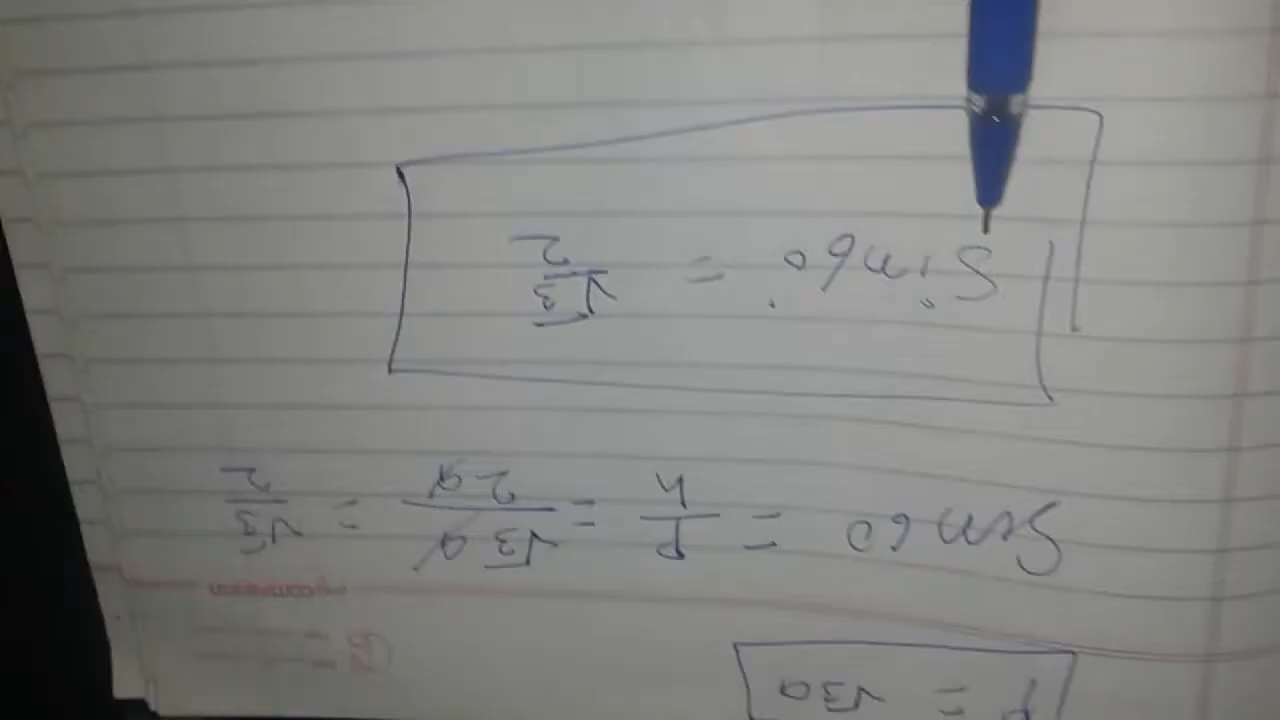 P = √3a
Sin60 = P/h = √3a/2a = √3/2
Sin60° = √3/2